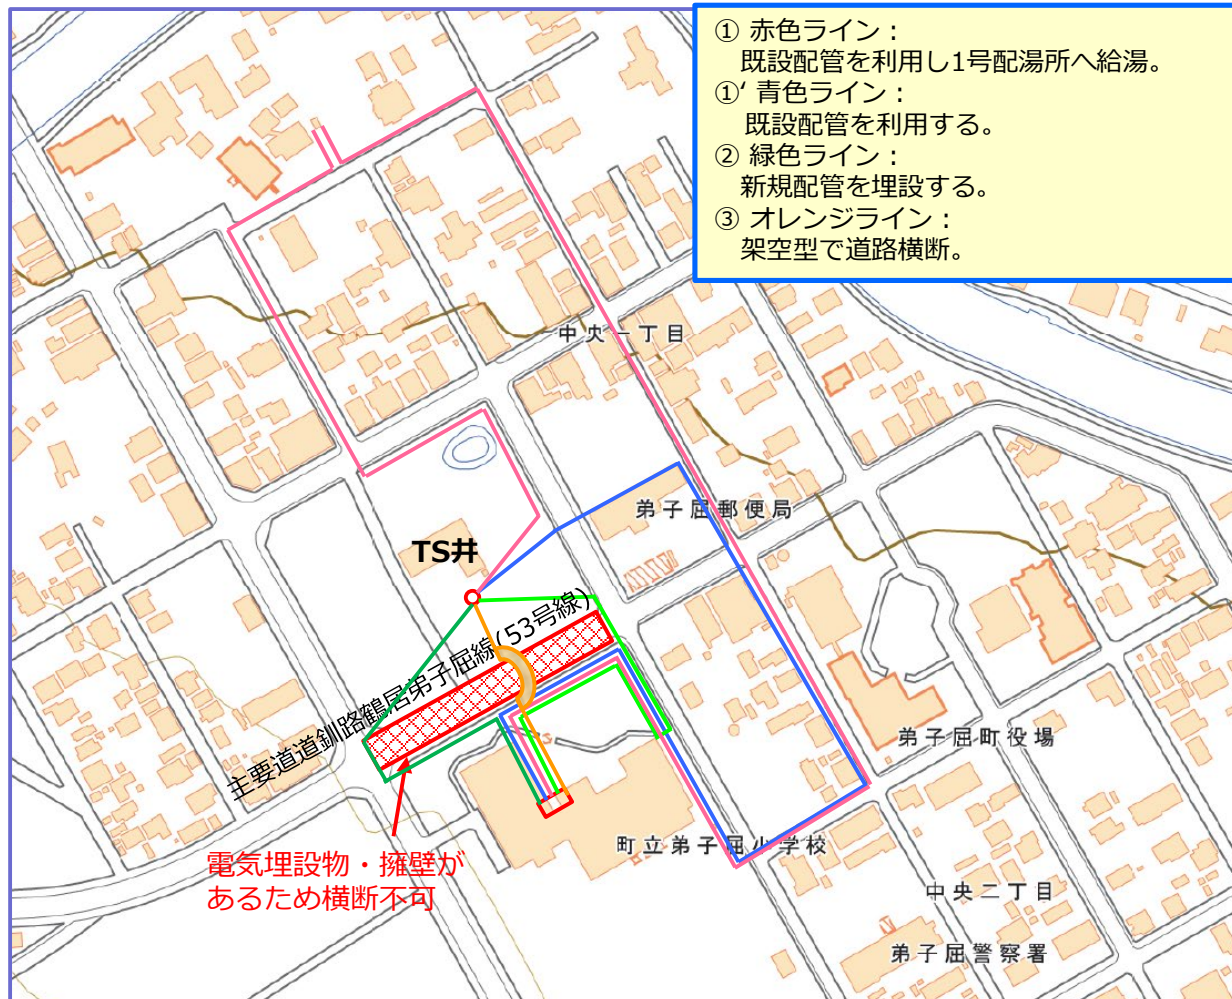 ① 赤色ライン：
既設配管を利用し1号配湯所へ給湯。
①‘ 青色ライン：
既設配管を利用する。
② 緑色ライン：
新規配管を埋設する。
③ オレンジライン：
架空型で道路横断。
中央一丁目
弟子屈郵便局
TS井
主要道道釧路鶴居弟子屈線(53号線)
弟子屈町役場
町立弟子屈小学校
電気埋設物・擁壁が
あるため横断不可
中央二丁目
弟子屈警察署